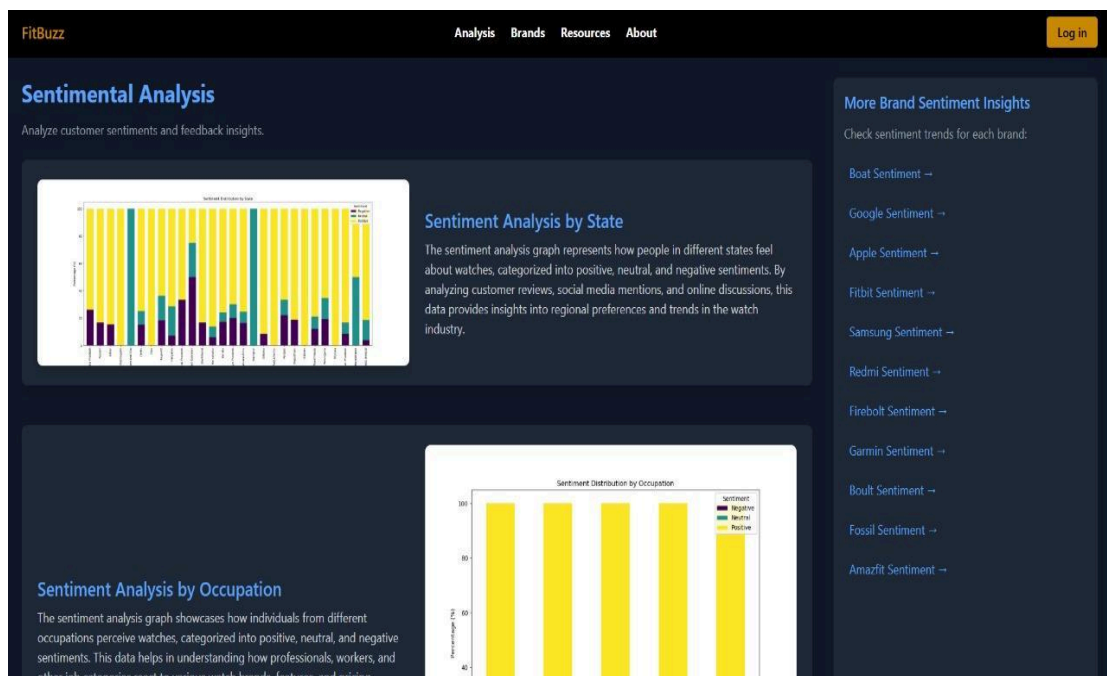 FitBuzz
Analysis Brands Resources About
Log in
Sentimental Analysis
Analyze customer sentiments and feedback insights.
Sentiment Distribution by State
Sentiment Analysis by State
The sentiment analysis graph represents how people in different states feel
about watches, categorized into positive, neutral, and negative sentiments. By
analyzing customer reviews, social media mentions, and online discussions, this
data provides insights into regional preferences and trends in the watch
industry.
Sentiment Analysis by Occupation
The sentiment analysis graph showcases how individuals from different
occupations perceive watches, categorized into positive, neutral, and negative
sentiments. This data helps in understanding how professionals, workers, and
Sentiment Distribution by Occupation
Sentiment
Negative
Neutral
Positive
Percentage (%)
100
80
60
40
More Brand Sentiment Insights
Check sentiment trends for each brand:
Boat Sentiment →
Google Sentiment →
Apple Sentiment →
Fitbit Sentiment →
Samsung Sentiment →
Redmi Sentiment →
Firebolt Sentiment →
Garmin Sentiment →
Boult Sentiment →
Fossil Sentiment →
Amazfit Sentiment →